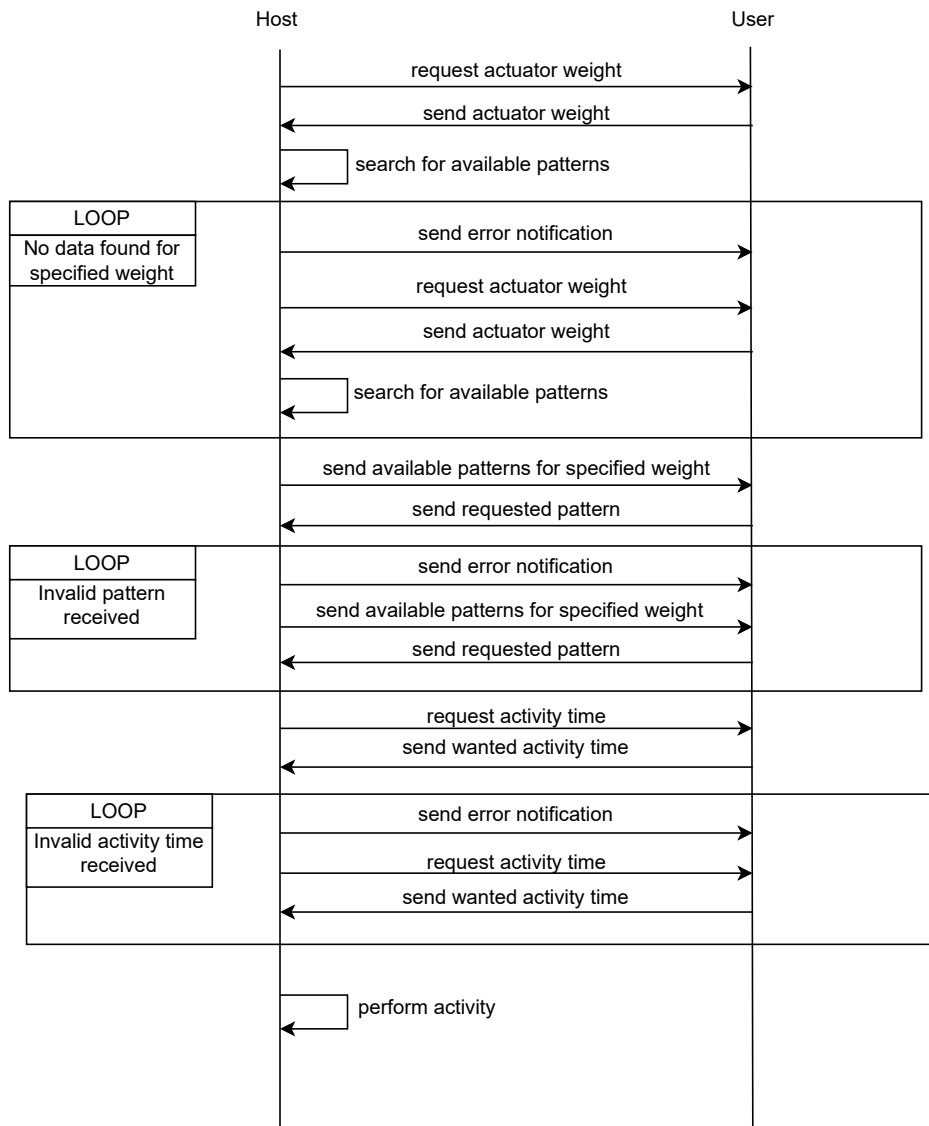 Host
User
request actuator weight
send actuator weight
search for available patterns
LOOP
No data found for
specified weight
send error notification
request actuator weight
send actuator weight
search for available patterns
send available patterns for specified weight
send requested pattern
LOOP
Invalid pattern
received
send error notification
send available patterns for specified weight
send requested pattern
request activity time
send wanted activity time
LOOP
Invalid activity time
received
send error notification
request activity time
send wanted activity time
perform activity